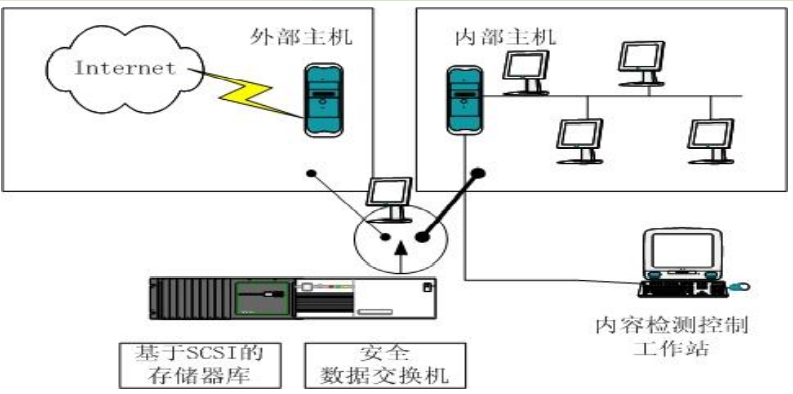 外部主机
内部主机
Internet
内容检测控制
工作站
基于SCSI的
存储器库
安全
数据交换机